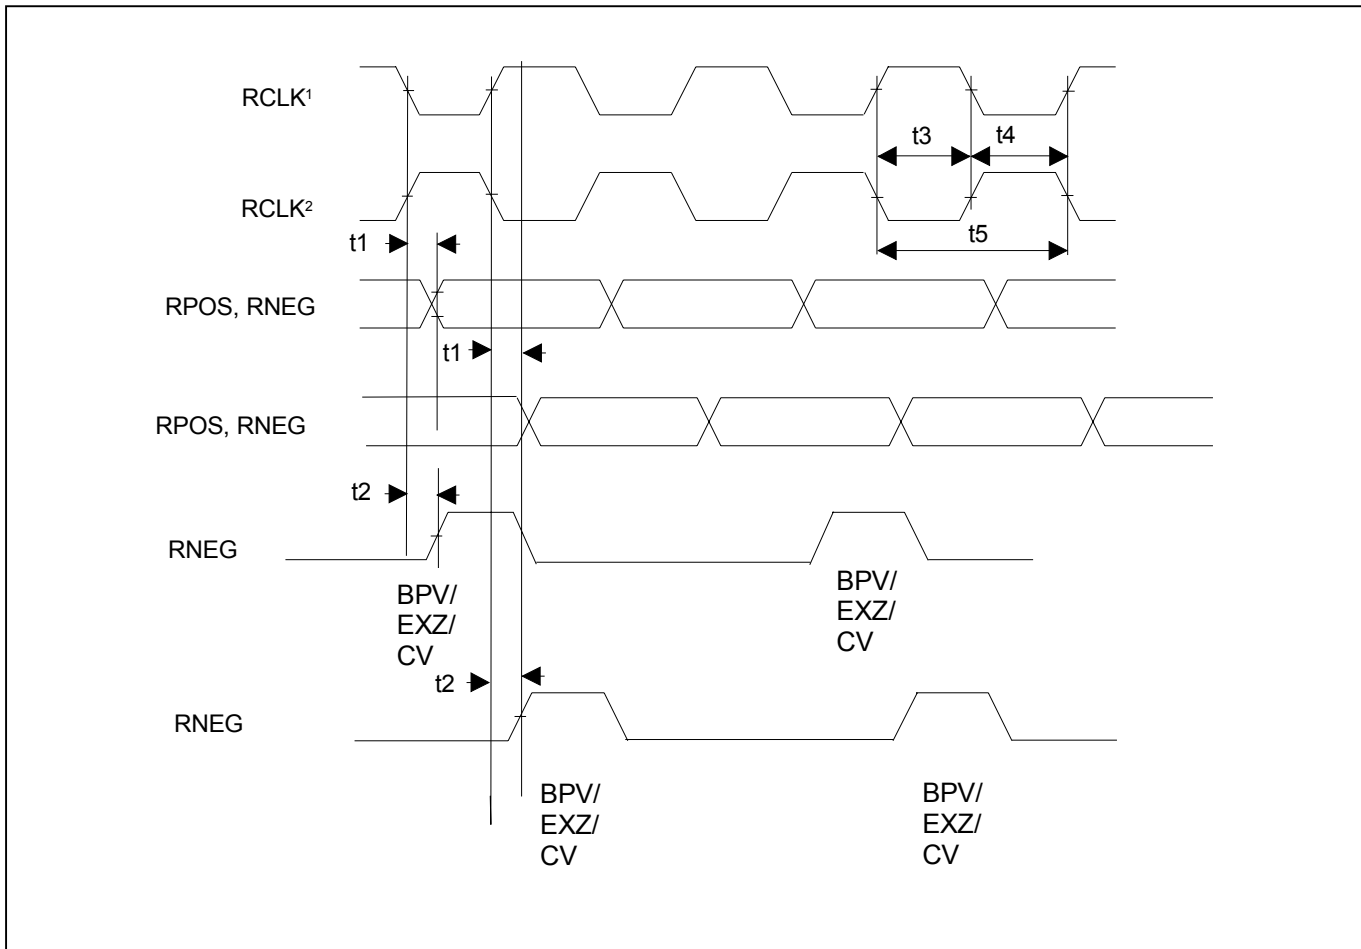 RCLK¹
t3
t4
RCLK²
t1
t5
RPOS, RNEG
t1
RPOS, RNEG
t2
RNEG
BPV/
EXZ/
CV
BPV/
EXZ/
CV
t2
RNEG
BPV/
EXZ/
CV
BPV/
EXZ/
CV